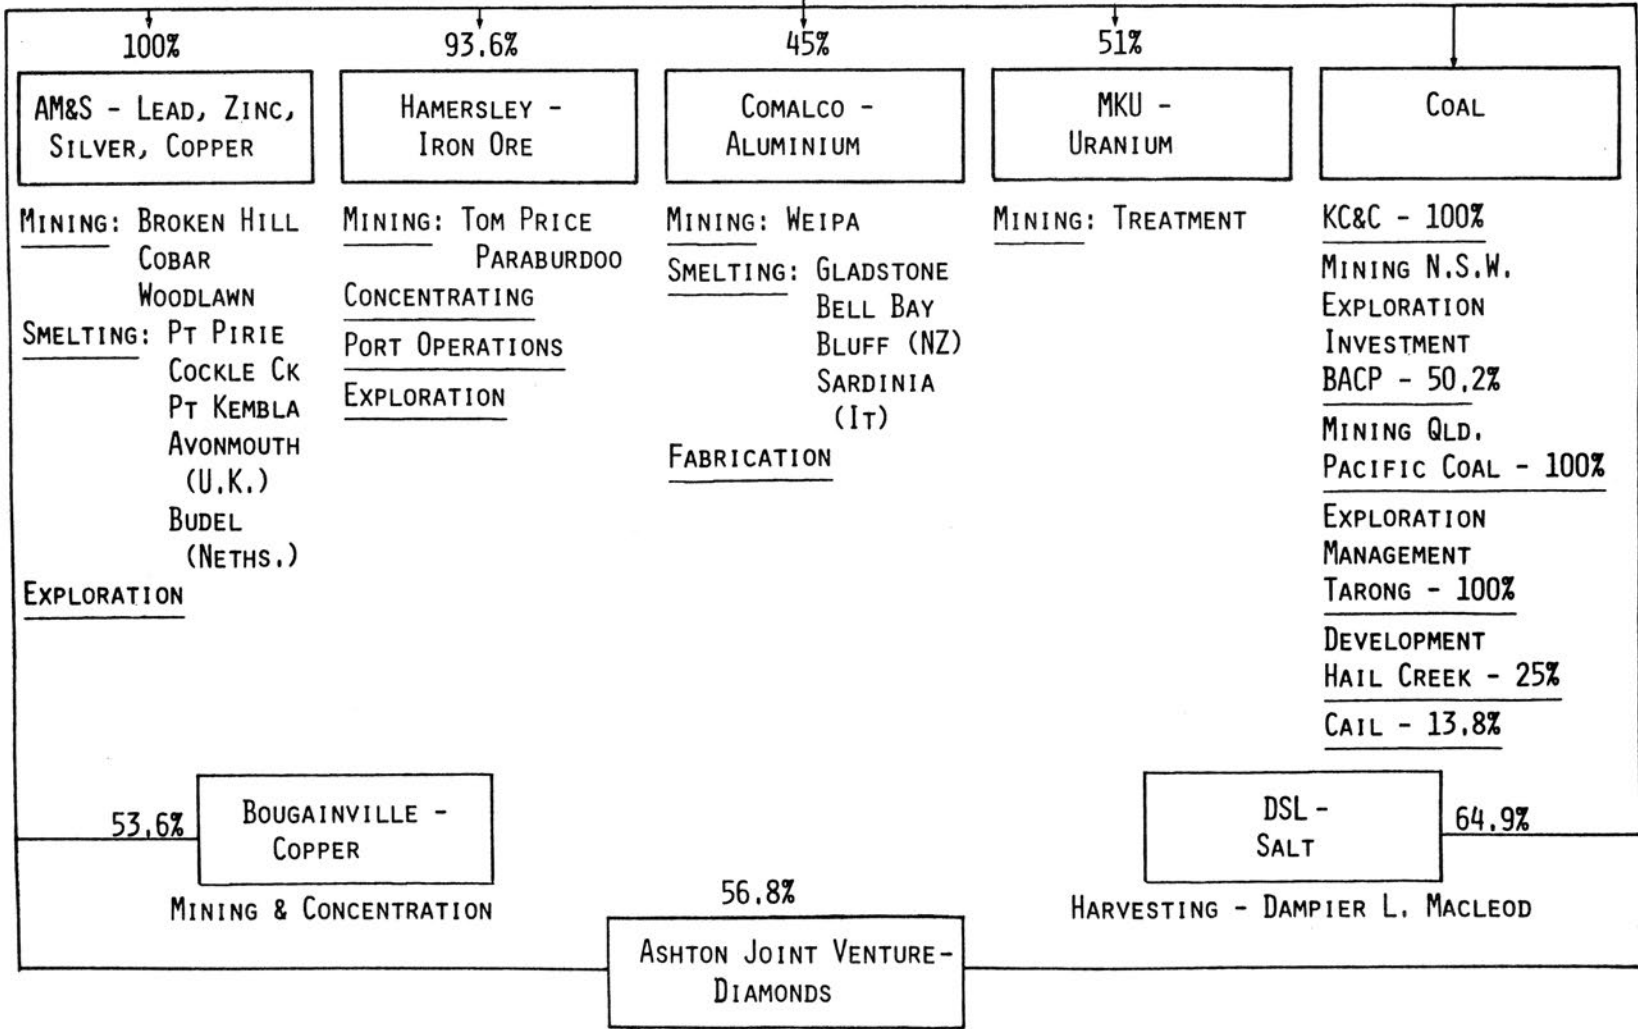 100%
AM&S - LEAD, ZINC,
SILVER, COPPER
MINING: BROKEN HILL
COBAR
WOODLAWN
SMELTING: PT PIRIE
COCKLE CK
PT KEMBLA
AVONMOUTH
(U.K.)
BUDEL
(NETHS.)
EXPLORATION
93.6%
HAMERSLEY -
IRON ORE
MINING: TOM PRICE
PARABURDOO
CONCENTRATING
PORT OPERATIONS
EXPLORATION
45%
COMALCO -
ALUMINIUM
MINING: WEIPA
SMELTING: GLADSTONE
BELL BAY
BLUFF (NZ)
SARDINIA
(IT)
FABRICATION
51%
MKU -
URANIUM
MINING: TREATMENT
COAL
KC&C - 100%
MINING N.S.W.
EXPLORATION
INVESTMENT
BACP - 50.2%
MINING QLD.
PACIFIC COAL - 100%
EXPLORATION
MANAGEMENT
TARONG - 100%
DEVELOPMENT
HAIL CREEK - 25%
CAIL - 13.8%
53.6%
BOUGAINVILLE -
COPPER
MINING & CONCENTRATION
56.8%
ASHTON JOINT VENTURE-
DIAMONDS
DSL -
SALT
64.9%
HARVESTING - DAMPIER L. MACLEOD